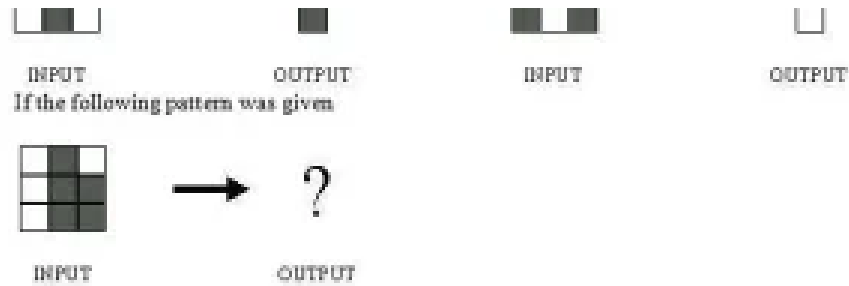 INPUT OUTPUT INPUT OUTPUT
If the following pattern was given
?
INPUT OUTPUT